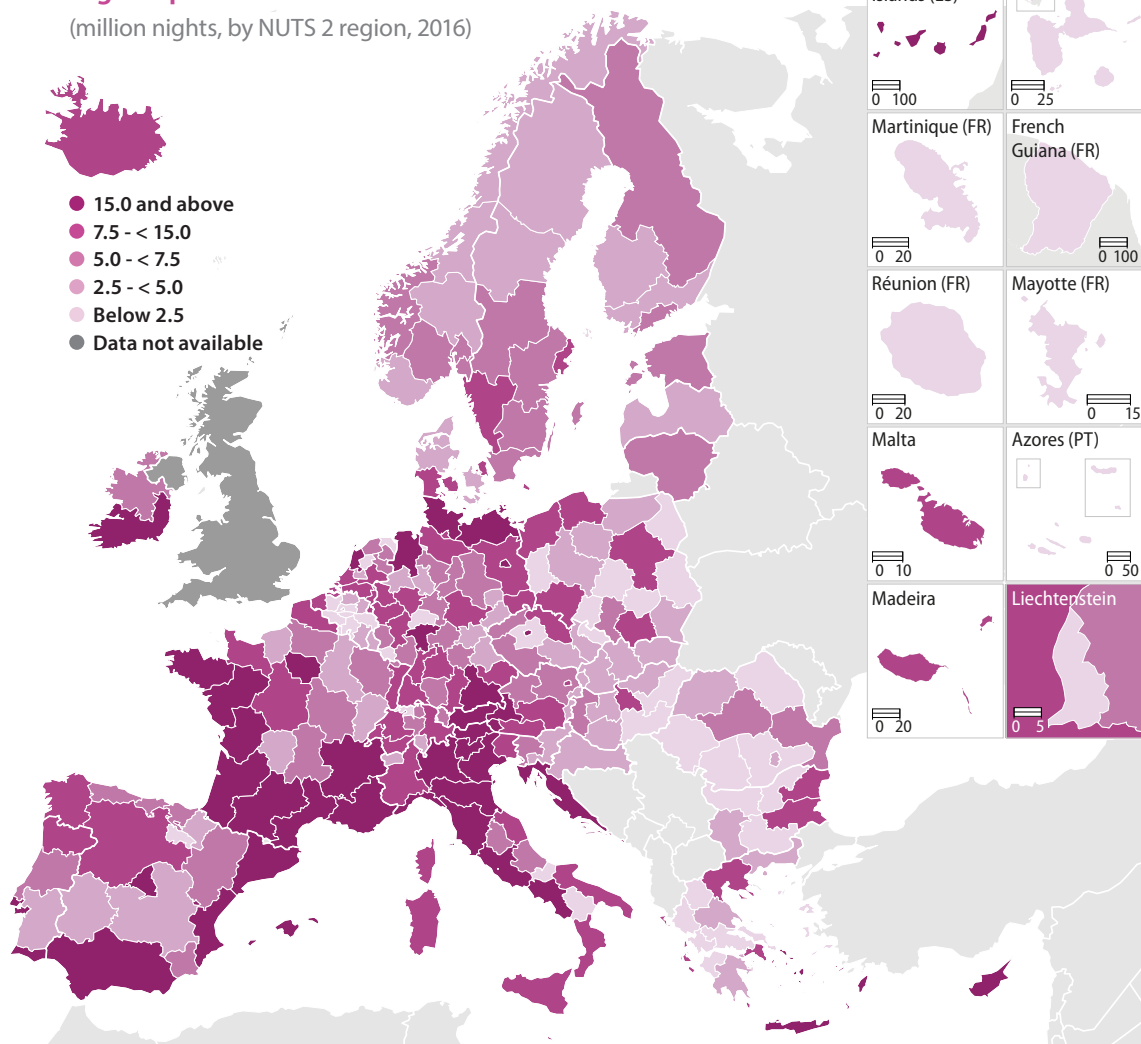 (million nights, by NUTS 2 region, 2016)
15.0 and above
7.5 - < 15.0
5.0 - < 7.5
2.5 - < 5.0
Below 2.5
Data not available
0 100
0 25
Martinique (FR)
0 20
French
Guiana (FR)
0 100
Réunion (FR)
0 20
Mayotte (FR)
0 15
Malta
0 10
Azores (PT)
0 50
Madeira
0 20
Liechtenstein
0 5